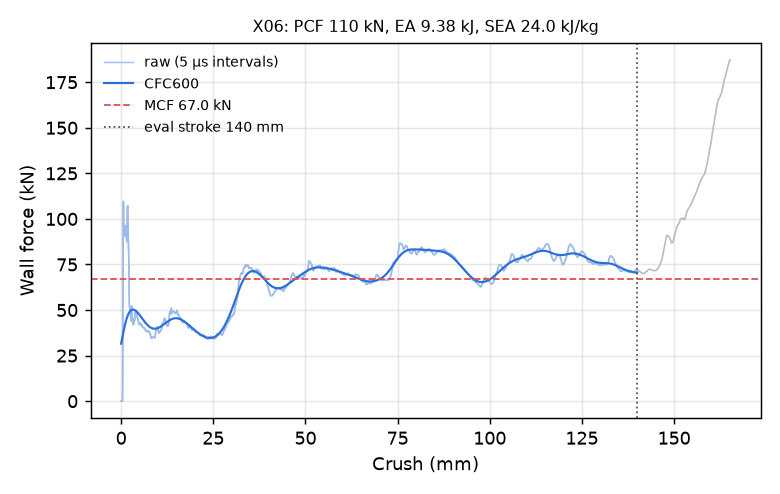 X06: PCF 110 kN, EA 9.38 kJ, SEA 24.0 kJ/kg
raw (5 µs intervals)
CFC600
MCF 67.0 kN
eval stroke 140 mm
Wall force (kN)
175
150
125
100
75
50
25
0
0
25
50
75
100
125
150
Crush (mm)